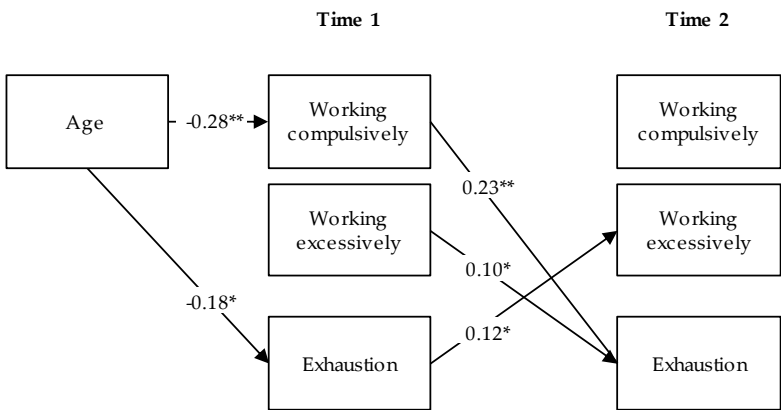 Time 1
Time 2
Age
-0.28**
Working
compulsively
Working
compulsively
0.23**
Working
excessively
Working
excessively
0.10*
-0.18*
0.12*
Exhaustion
Exhaustion